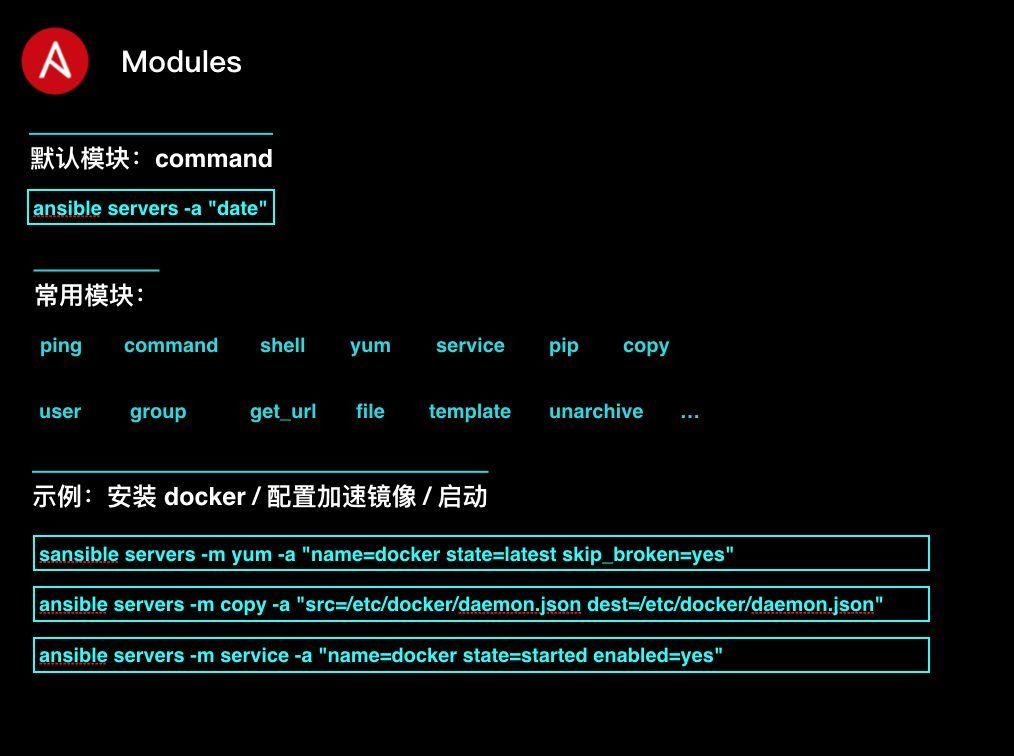 Modules
默认模块：command
ansible servers -a "date"
常用模块：
ping command shell yum service pip copy
user group get_url file template unarchive ...
示例：安装 docker / 配置加速镜像 / 启动
sansible servers -m yum -a "name=docker state=latest skip_broken=yes"
ansible servers -m copy -a "src=/etc/docker/daemon.json dest=/etc/docker/daemon.json"
ansible servers -m service -a "name=docker state=started enabled=yes"